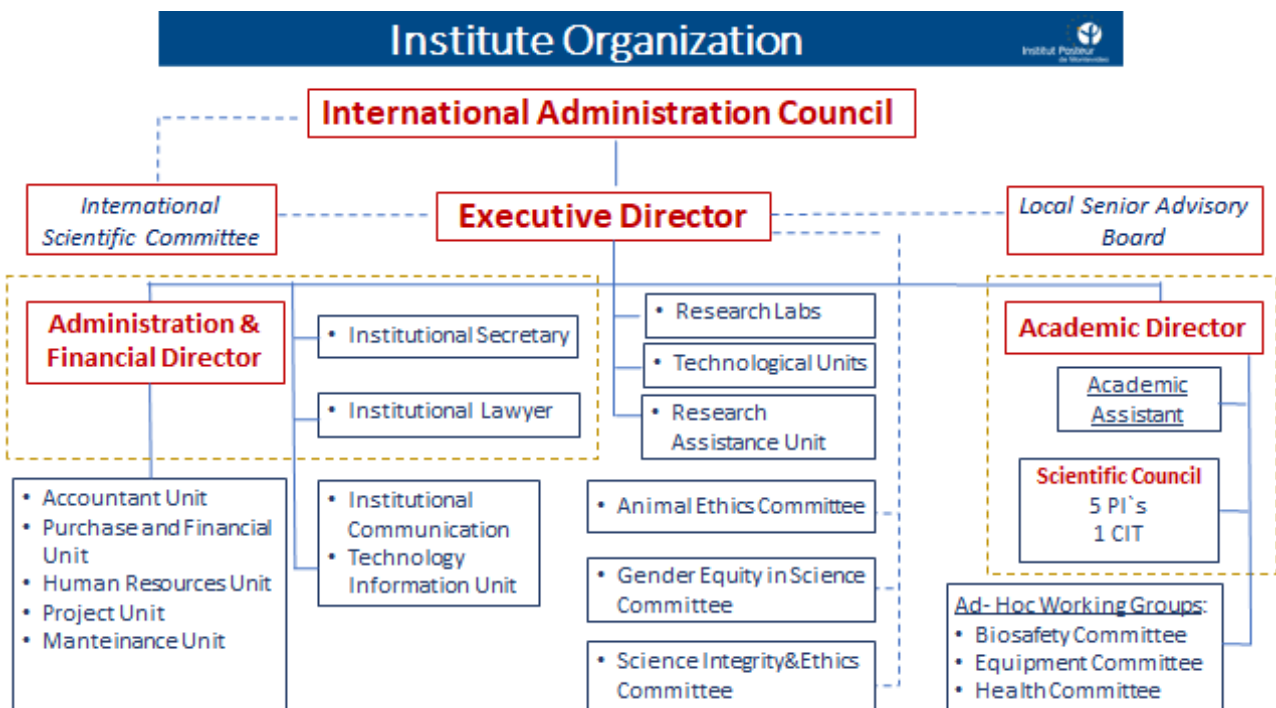 Institute Organization
Institut Pasteur
de Montevideo
International Administration Council
International
Scientific Committee
Executive Director
Local Senior Advisory
Board
Administration &
Financial Director
• Institutional Secretary
• Institutional Lawyer
• Research Labs
• Technological Units
• Research
Assistance Unit
Academic Director
Academic
Assistant
Scientific Council
5 PI`s
1 CIT
• Accountant Unit
• Purchase and Financial
Unit
• Human Resources Unit
• Project Unit
• Manteinance Unit
• Institutional
Communication
• Technology
Information Unit
• Animal Ethics Committee
• Gender Equity in Science
Committee
• Science Integrity&Ethics
Committee
Ad- Hoc Working Groups:
• Biosafety Committee
• Equipment Committee
• Health Committee